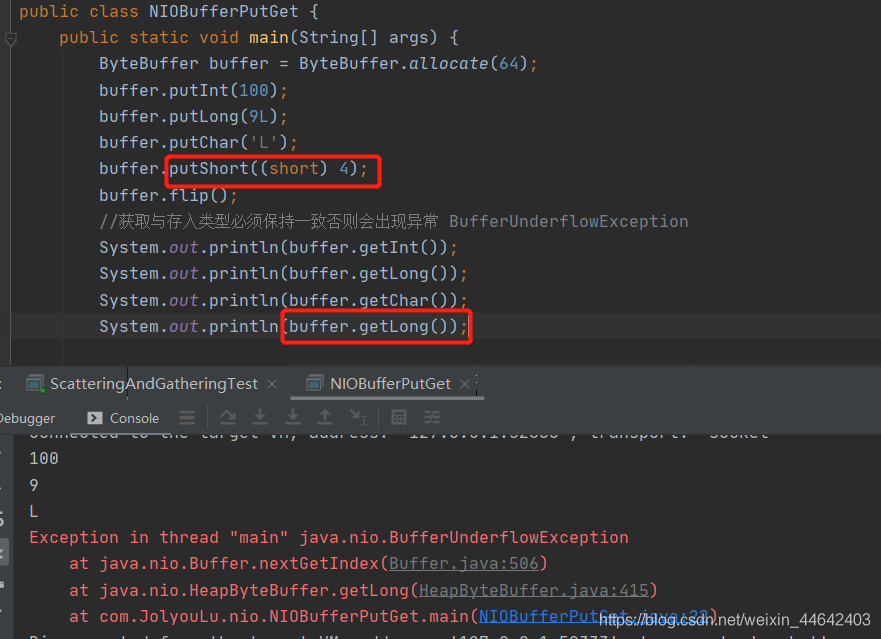 public class NIOBufferPutGet {
public static void main(String[] args) {
ByteBuffer buffer = ByteBuffer.allocate(64);
buffer.putInt(100);
buffer.putLong(9L);
buffer.putChar('L');
buffer.putShort((short) 4);
buffer.flip();
//获取与存入类型必须保持一致否则会出现异常 BufferUnderflowException
System.out.println(buffer.getInt());
System.out.println(buffer.getLong());
System.out.println(buffer.getChar());
System.out.println(buffer.getLong());
ScatteringAndGatheringTest × NIOBufferPutGet ×
Debugger Console
100
9
L
Exception in thread "main" java.nio.BufferUnderflowException
at java.nio.Buffer.nextGetIndex(Buffer.java:506)
at java.nio.HeapByteBuffer.getLong(HeapByteBuffer.java:415)
at com.JolyouLu.nio.NIOBufferPutGet.main(NIOBufferPutGet.java:22)
https://blog.csdn.net/weixin_44642403